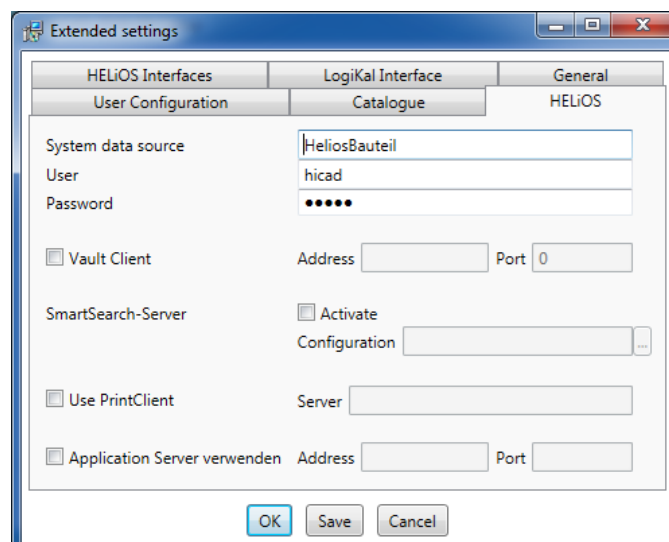 Extended settings
HELiOS Interfaces LogiKal Interface General
User Configuration Catalogue HELiOS
System data source HeliosBauteil
User hicad
Password ●●●●●
Vault Client Address Port 0
SmartSearch-Server Activate
Configuration ...
Use PrintClient Server
Application Server verwenden Address Port
OK Save Cancel